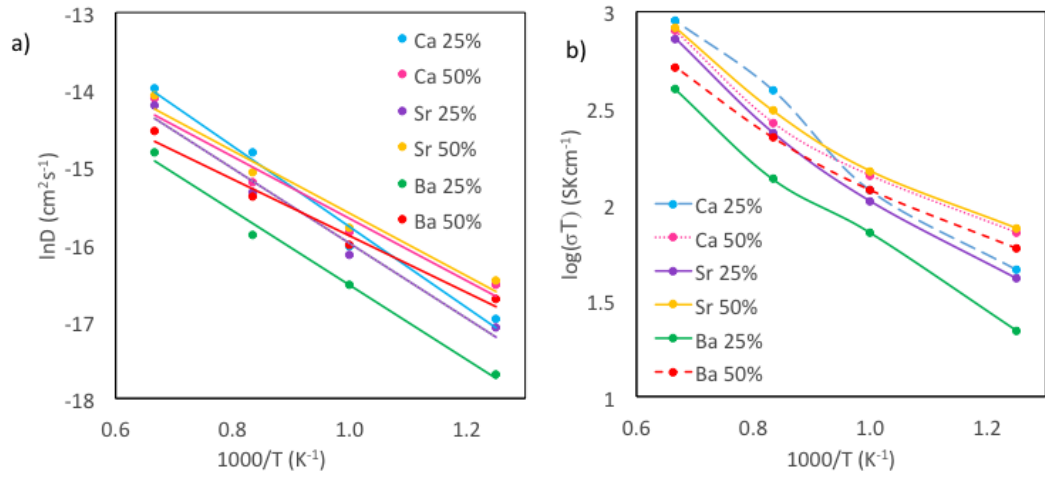 a)
-13
-14
-15
-16
-17
-18
lnD (cm²s⁻¹)
Ca 25%
Ca 50%
Sr 25%
Sr 50%
Ba 25%
Ba 50%
0.6 0.8 1.0 1.2
1000/T (K⁻¹)
b)
3
2.5
2
1.5
1
log(σT) (SKcm⁻¹)
Ca 25%
Ca 50%
Sr 25%
Sr 50%
Ba 25%
Ba 50%
0.6 0.8 1.0 1.2
1000/T (K⁻¹)